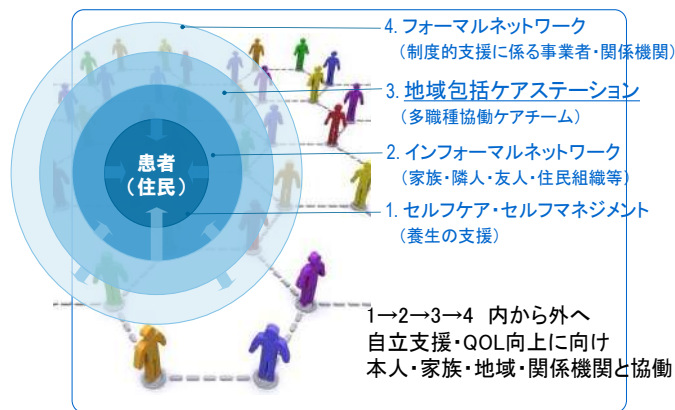 4. フォーマルネットワーク
（制度的支援に係る事業者・関係機関）
3. 地域包括ケアステーション
（多職種協働ケアチーム）
患者
（住民）
2. インフォーマルネットワーク
（家族・隣人・友人・住民組織等）
1. セルフケア・セルフマネジメント
（養生の支援）
1→2→3→4　内から外へ
自立支援・QOL向上に向け
本人・家族・地域・関係機関と協働